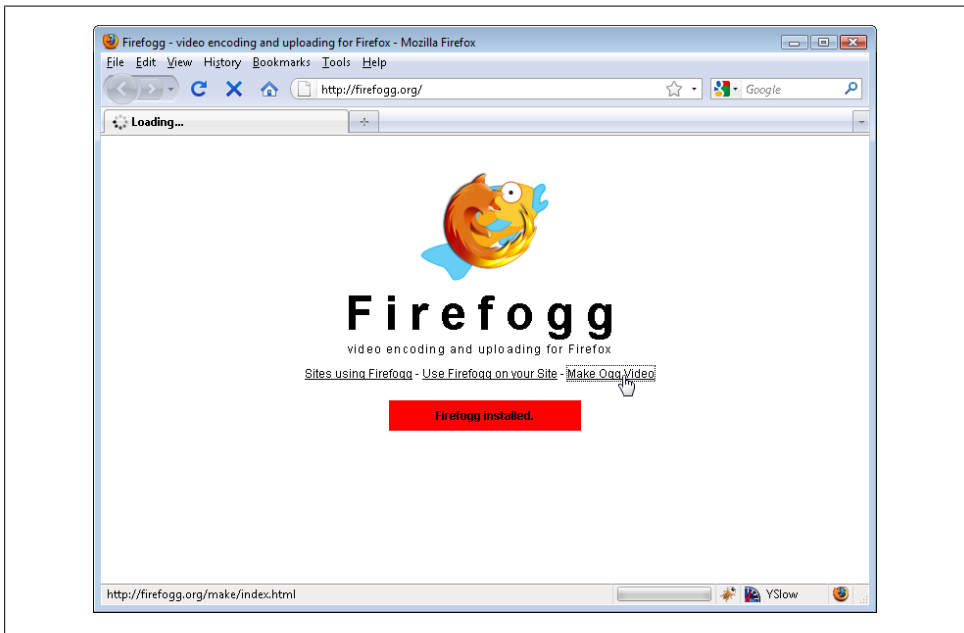 Firefogg - video encoding and uploading for Firefox - Mozilla Firefox
File Edit View History Bookmarks Tools Help
http://firefogg.org/ Google
Loading...
Firefogg
video encoding and uploading for Firefox
Sites using Firefogg - Use Firefogg on your Site - Make Ogg Video
Firefogg installed.
http://firefogg.org/make/index.html YSlow